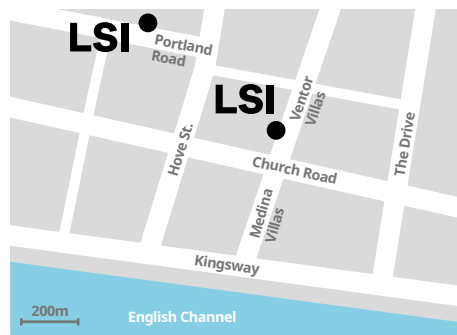 LSI
Portland
Road
LSI
Ventor
Villas
Hove St.
The Drive
Church Road
Medina
Villas
Kingsway
200m
English Channel